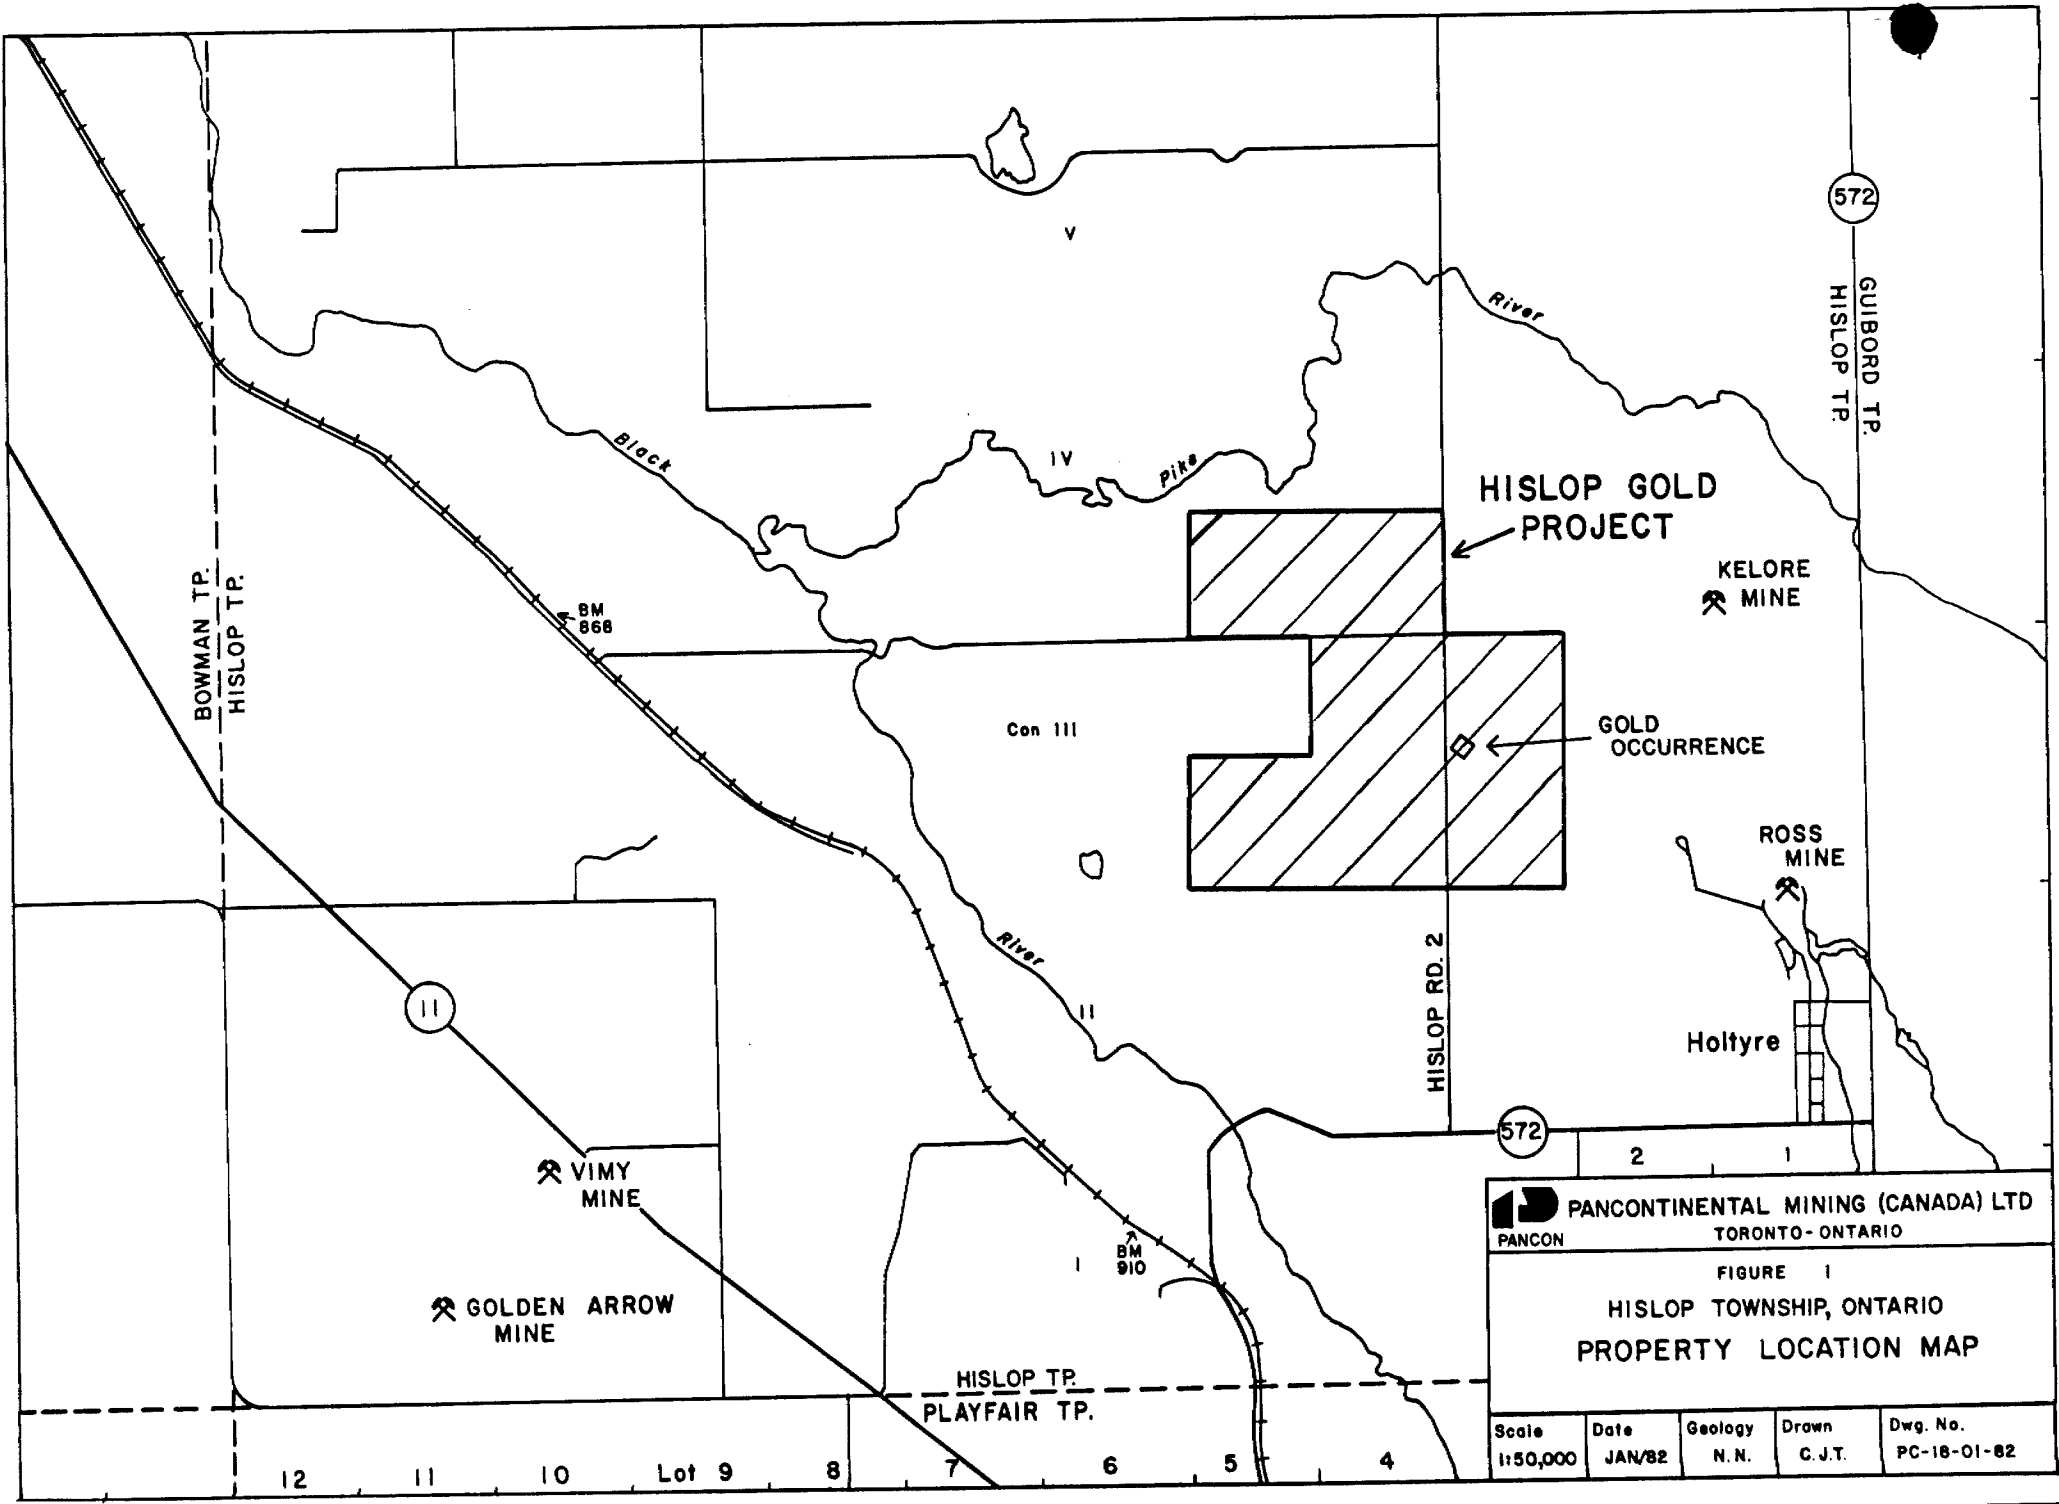 572
V
River
GUIBORD TP.
HISLOP TP.
Black
IV
Pike
HISLOP GOLD
PROJECT
KELORE
MINE
BM
868
BOWMAN TP.
HISLOP TP.
Con III
GOLD
OCCURRENCE
ROSS
MINE
River
HISLOP RD. 2
11
II
Holtyre
572
2
1
VIMY
MINE
BM
910
I
GOLDEN ARROW
MINE
HISLOP TP.
PLAYFAIR TP.
12
11
10
Lot 9
8
7
6
5
4
PANCON
PANCONTINENTAL MINING (CANADA) LTD
TORONTO-ONTARIO
FIGURE 1
HISLOP TOWNSHIP, ONTARIO
PROPERTY LOCATION MAP
Scale
1:50,000
Date
JAN/82
Geology
N.N.
Drawn
C.J.T.
Dwg. No.
PC-18-01-82